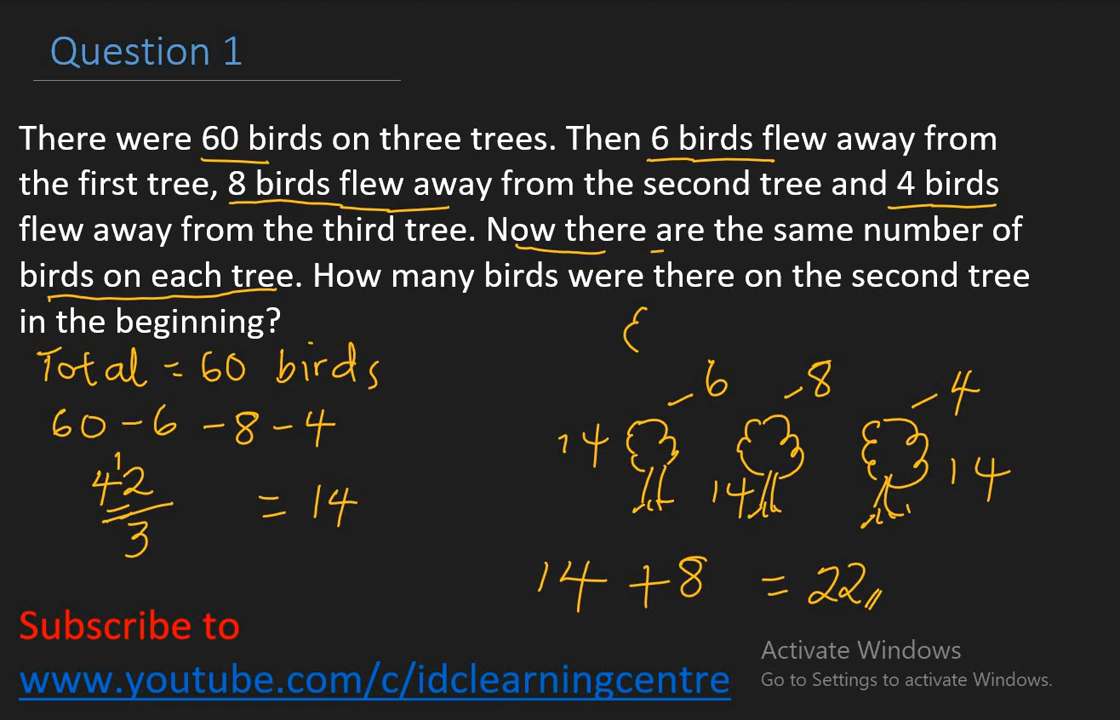 Question 1
There were 60 birds on three trees. Then 6 birds flew away from
the first tree, 8 birds flew away from the second tree and 4 birds
flew away from the third tree. Now there are the same number of
birds on each tree. How many birds were there on the second tree
in the beginning?
Total = 60 birds
60 - 6 - 8 - 4
1
42
3
= 14
6
8
4
14
14
14
14 + 8 = 22
Subscribe to
www.youtube.com/c/idclearningcentre
Activate Windows
Go to Settings to activate Windows.